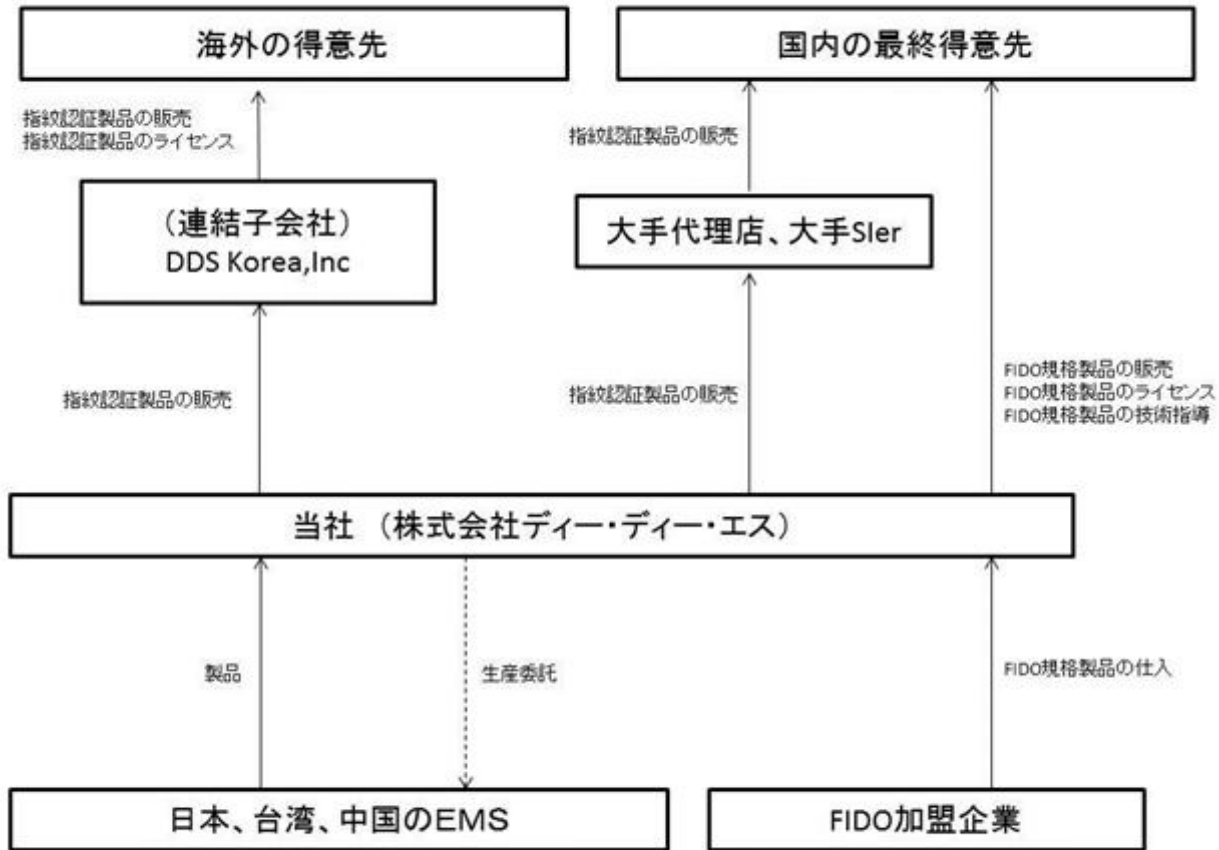 海外の得意先
国内の最終得意先
指紋認証製品の販売
指紋認証製品のライセンス
指紋認証製品の販売
(連結子会社)
DDS Korea,Inc
大手代理店、大手SIer
指紋認証製品の販売
指紋認証製品の販売
FIDO規格製品の販売
FIDO規格製品のライセンス
FIDO規格製品の技術指導
当社 (株式会社ディー・ディー・エス)
製品
生産委託
FIDO規格製品の仕入
日本、台湾、中国のEMS
FIDO加盟企業